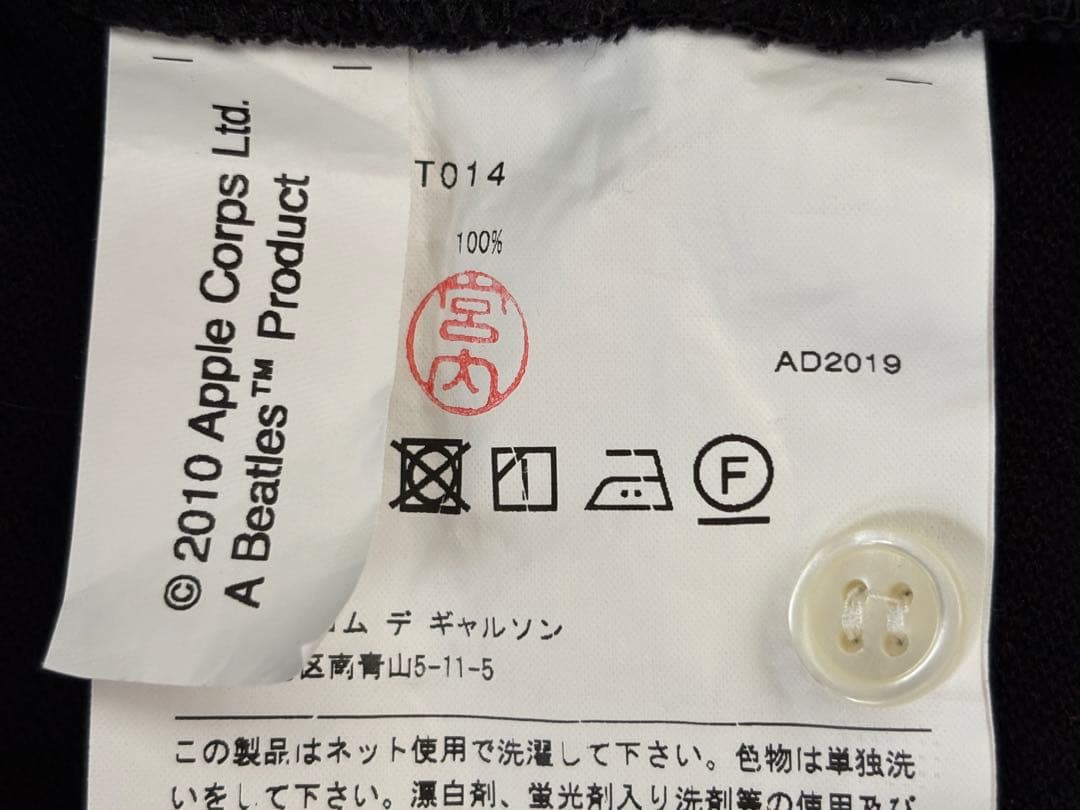 © 2010 Apple Corps Ltd.
A Beatles™ Product
T014
100%
宮内
AD2019
F
ム デ ギャルソン
区南青山5-11-5
この製品はネット使用で洗濯して下さい。色物は単独洗
いをして下さい。漂白剤、蛍光剤入り洗剤等の使用及び